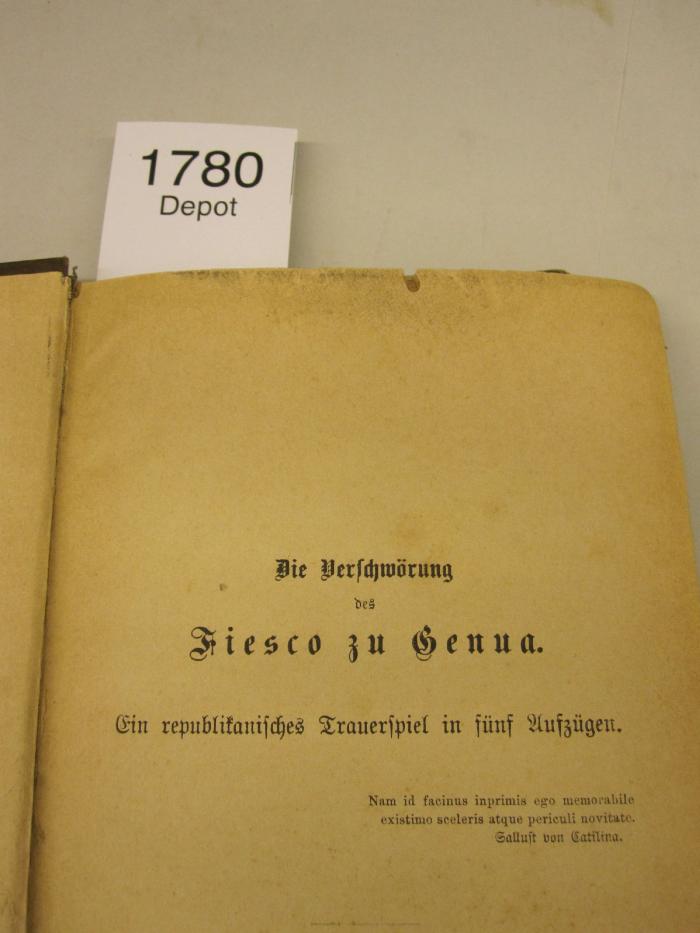 1780
Depot
Die Verſchwörung
des
Fiesco zu Genua.
Ein republikaniſches Trauerſpiel in fünf Aufzügen.
Nam id facinus inprimis ego memorabile
existimo sceleris atque periculi novitate.
Salluſt von Catilina.